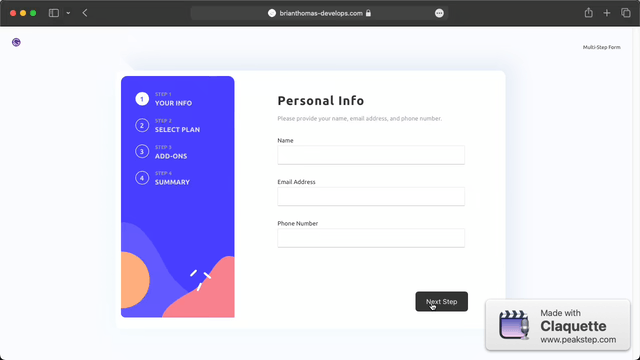 brianthomas-develops.com
Multi-Step Form
1
STEP 1
YOUR INFO
2
STEP 2
SELECT PLAN
3
STEP 3
ADD-ONS
4
STEP 4
SUMMARY
Personal Info
Please provide your name, email address, and phone number.
Name
Email Address
Phone Number
Next Step
Made with
Claquette
www.peakstep.com